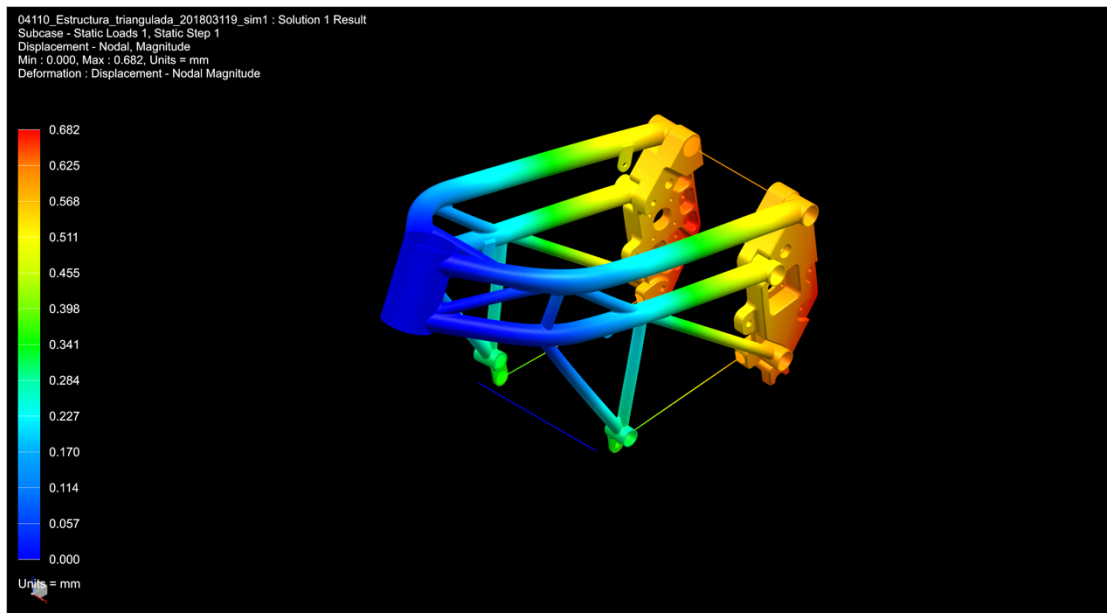 04110_Estructura_triangulada_201803119_sim1 : Solution 1 Result
Subcase - Static Loads 1, Static Step 1
Displacement - Nodal, Magnitude
Min : 0.000, Max : 0.682, Units = mm
Deformation : Displacement - Nodal Magnitude
0.682
0.625
0.568
0.511
0.455
0.398
0.341
0.284
0.227
0.170
0.114
0.057
0.000
Units = mm